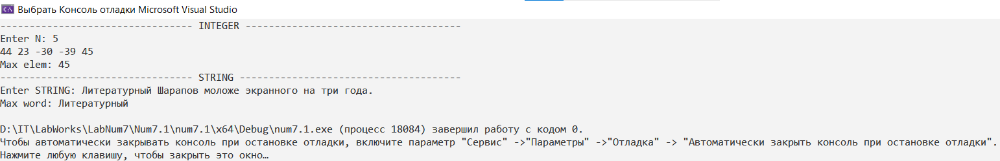 Выбрать Консоль отладки Microsoft Visual Studio
--------------------------------- INTEGER -------------------------------------
Enter N: 5
44 23 -30 -39 45
Max elem: 45
--------------------------------- STRING --------------------------------------
Enter STRING: Литературный Шарапов моложе экранного на три года.
Max word: Литературный
D:\IT\LabWorks\LabNum7\Num7.1\num7.1\x64\Debug\num7.1.exe (процесс 18084) завершил работу с кодом 0.
Чтобы автоматически закрывать консоль при остановке отладки, включите параметр "Сервис" ->"Параметры" ->"Отладка" -> "Автоматически закрыть консоль при остановке отладки".
Нажмите любую клавишу, чтобы закрыть это окно…